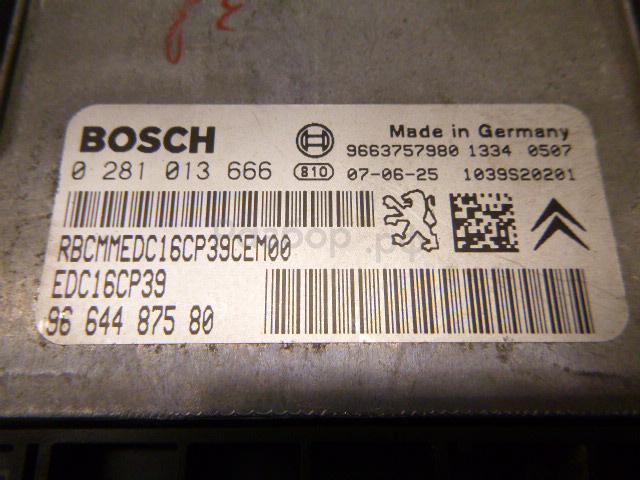 BOSCH
Made in Germany
9663757980 1334 0507
0 281 013 666
810 07-06-25 1039S20201
RBCMMEDC16CP39CEM00
EDC16CP39
96 644 875 80